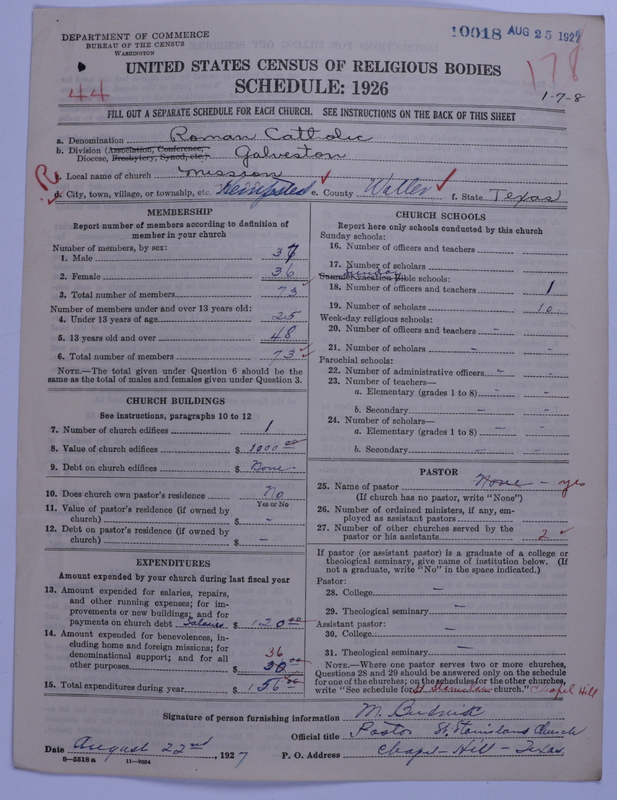 DEPARTMENT OF COMMERCE
BUREAU OF THE CENSUS
WASHINGTON
10018 AUG 25 1927
178
1-7-8
44
UNITED STATES CENSUS OF RELIGIOUS BODIES
SCHEDULE: 1926
FILL OUT A SEPARATE SCHEDULE FOR EACH CHURCH. SEE INSTRUCTIONS ON THE BACK OF THIS SHEET
a. Denomination Roman Catholic
b. Division (Association, Conference, Diocese, Presbytery, Synod, etc.) Galveston
R
c. Local name of church mission
d. City, town, village, or township, etc. Hempstead e. County Waller f. State Texas
MEMBERSHIP
Report number of members according to definition of
member in your church
Number of members, by sex:
1. Male 37
2. Female 36
3. Total number of members 73
Number of members under and over 13 years old:
4. Under 13 years of age 25
5. 13 years old and over 48
6. Total number of members 73
NOTE.—The total given under Question 6 should be the
same as the total of males and females given under Question 3.
CHURCH BUILDINGS
See instructions, paragraphs 10 to 12
7. Number of church edifices 1
8. Value of church edifices $ 1000.00
9. Debt on church edifices $ None-
10. Does church own pastor's residence No
Yes or No
11. Value of pastor's residence (if owned by
church) $ -
12. Debt on pastor's residence (if owned by
church) $ —
EXPENDITURES
Amount expended by your church during last fiscal year
13. Amount expended for salaries, repairs,
and other running expenses; for im-
provements or new buildings; and for
payments on church debt Salaries $ 120.00
14. Amount expended for benevolences, in-
cluding home and foreign missions; for
denominational support; and for all
other purposes $ 36
15. Total expenditures during year $ 156.00
CHURCH SCHOOLS
Report here only schools conducted by this church
Sunday schools:
16. Number of officers and teachers
17. Number of scholars
Sunday
Summer vacation Bible schools:
18. Number of officers and teachers 1
19. Number of scholars 10
Week-day religious schools:
20. Number of officers and teachers -
21. Number of scholars -
Parochial schools:
22. Number of administrative officers -
23. Number of teachers—
a. Elementary (grades 1 to 8) -
b. Secondary - -
24. Number of scholars—
a. Elementary (grades 1 to 8) - -
b. Secondary - -
PASTOR
25. Name of pastor None - yes
(If church has no pastor, write "None")
26. Number of ordained ministers, if any, em-
ployed as assistant pastors -
27. Number of other churches served by the
pastor or his assistants 2
If pastor (or assistant pastor) is a graduate of a college or
theological seminary, give name of institution below. (If
not a graduate, write "No" in the space indicated.)
Pastor:
28. College —
29. Theological seminary —
Assistant pastor:
30. College —
31. Theological seminary —
NOTE.—Where one pastor serves two or more churches,
Questions 28 and 29 should be answered only on the schedule
for one of the churches; on the schedules for the other churches,
write "See schedule for St. Stanislaus church." Chapel Hill
Signature of person furnishing information M.
Official title Pastor St. Stanislaus Church
Date August 22nd, 1927 P. O. Address Chapel-Hill-Texas
8-5518a 11-9034